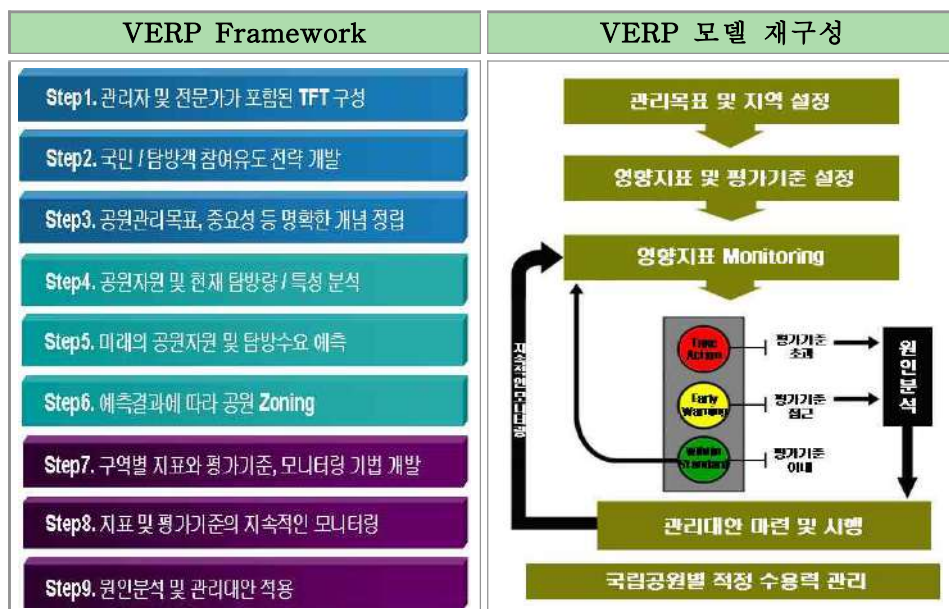 VERP Framework
Step1. 관리자 및 전문가가 포함된 TFT 구성
Step2. 국민 / 탐방객 참여유도 전략 개발
Step3. 공원관리목표, 중요성 등 명확한 개념 정립
Step4. 공원자원 및 현재 탐방량 / 특성 분석
Step5. 미래의 공원자원 및 탐방수요 예측
Step6. 예측결과에 따라 공원 Zoning
Step7. 구역별 지표와 평가기준, 모니터링 기법 개발
Step8. 지표 및 평가기준의 지속적인 모니터링
Step9. 원인분석 및 관리대안 적용
VERP 모델 재구성
관리목표 및 지역 설정
영향지표 및 평가기준 설정
영향지표 Monitoring
Take
Action
평가기준
초과
Early
Warning
평가기준
접근
Within
Standard
평가기준
이내
원인분석
지속적인 모니터링
관리대안 마련 및 시행
국립공원별 적정 수용력 관리